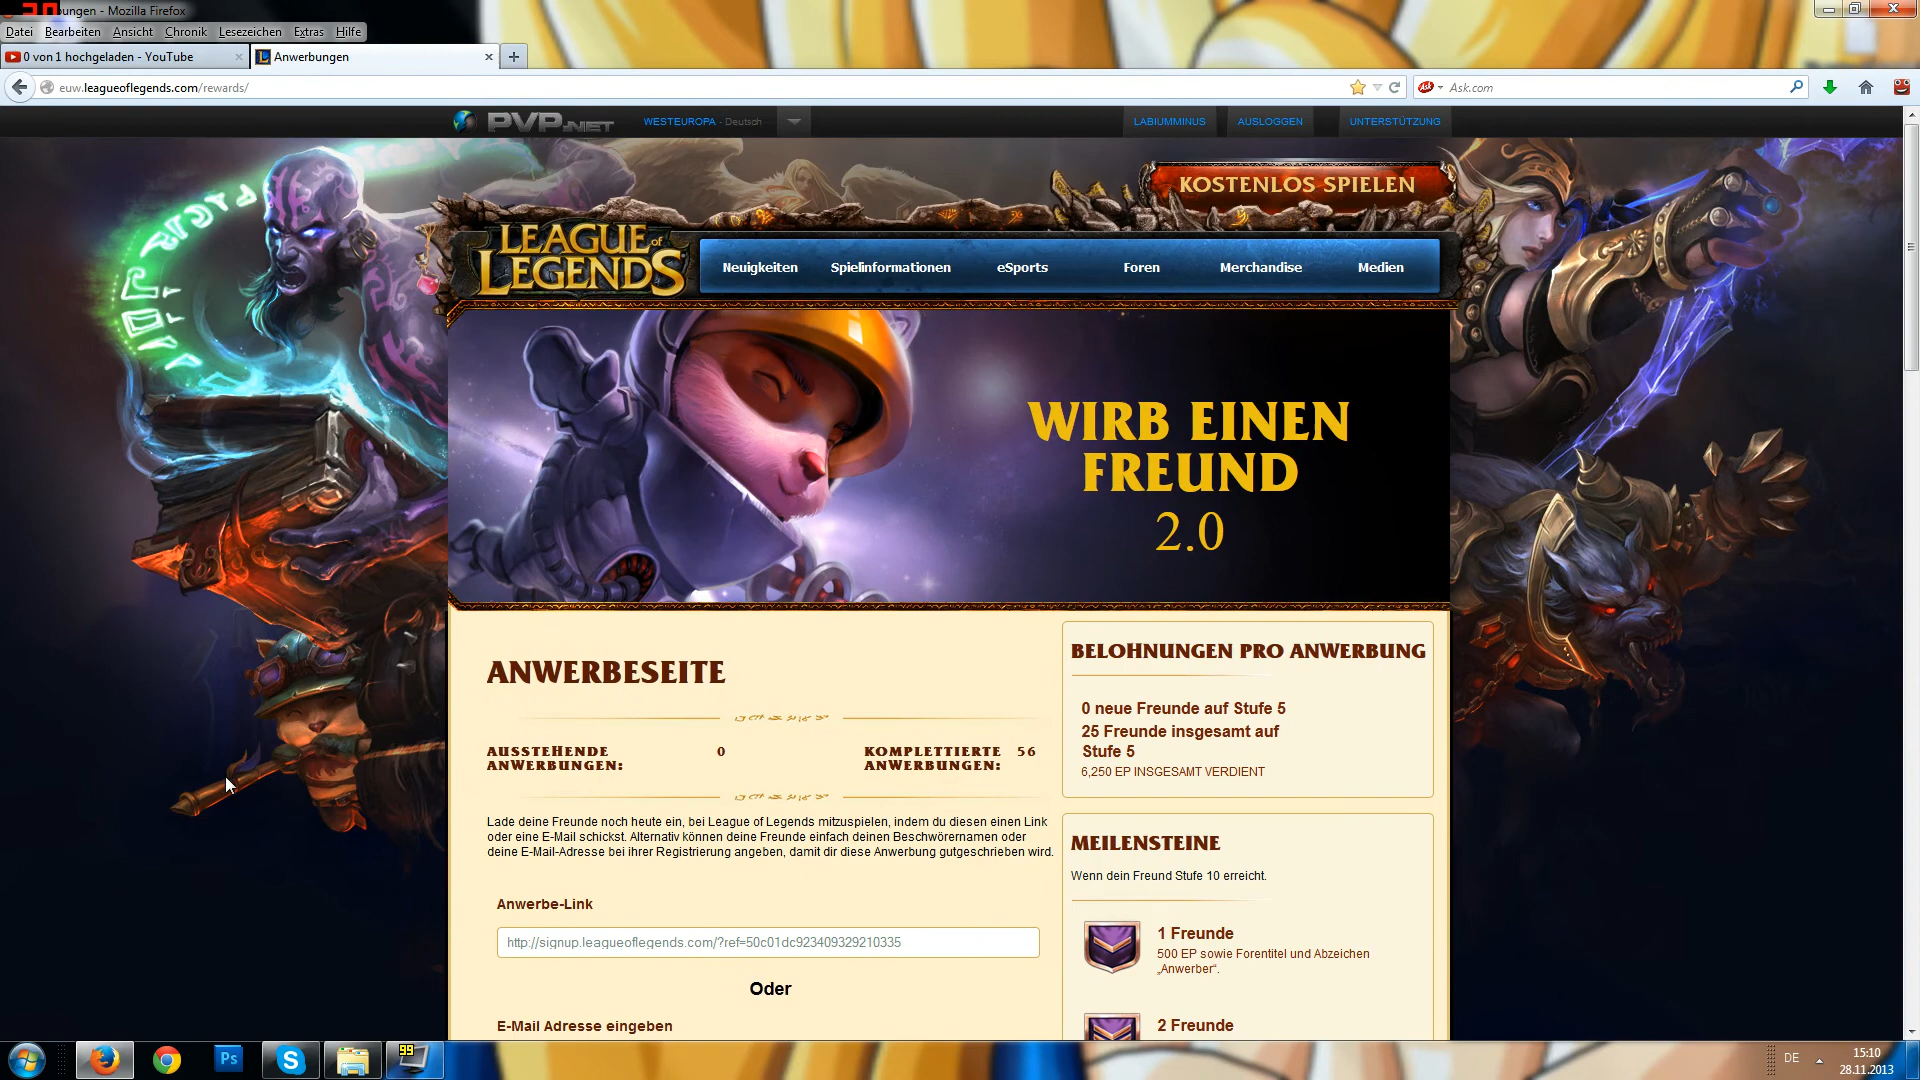 bungen - Mozilla Firefox
Datei Bearbeiten Ansicht Chronik Lesezeichen Extras Hilfe
0 von 1 hochgeladen - YouTube
Anwerbungen
euw.leagueoflegends.com/rewards/
Ask
Ask.com
PVP.NET
WESTEUROPA - Deutsch
LABIUMMINUS
AUSLOGGEN
UNTERSTÜTZUNG
KOSTENLOS SPIELEN
LEAGUE of LEGENDS
Neuigkeiten Spielinformationen eSports Foren Merchandise Medien
WIRB EINEN
FREUND
2.0
ANWERBESEITE
AUSSTEHENDE
ANWERBUNGEN:
0
KOMPLETTIERTE
ANWERBUNGEN:
56
Lade deine Freunde noch heute ein, bei League of Legends mitzuspielen, indem du diesen einen Link
oder eine E-Mail schickst. Alternativ können deine Freunde einfach deinen Beschwörernamen oder
deine E-Mail-Adresse bei ihrer Registrierung angeben, damit dir diese Anwerbung gutgeschrieben wird.
Anwerbe-Link
http://signup.leagueoflegends.com/?ref=50c01dc923409329210335
Oder
E-Mail Adresse eingeben
BELOHNUNGEN PRO ANWERBUNG
0 neue Freunde auf Stufe 5
25 Freunde insgesamt auf
Stufe 5
6,250 EP INSGESAMT VERDIENT
MEILENSTEINE
Wenn dein Freund Stufe 10 erreicht.
1 Freunde
500 EP sowie Forentitel und Abzeichen
„Anwerber“.
2 Freunde
Ps
99
DE
15:10
28.11.2013